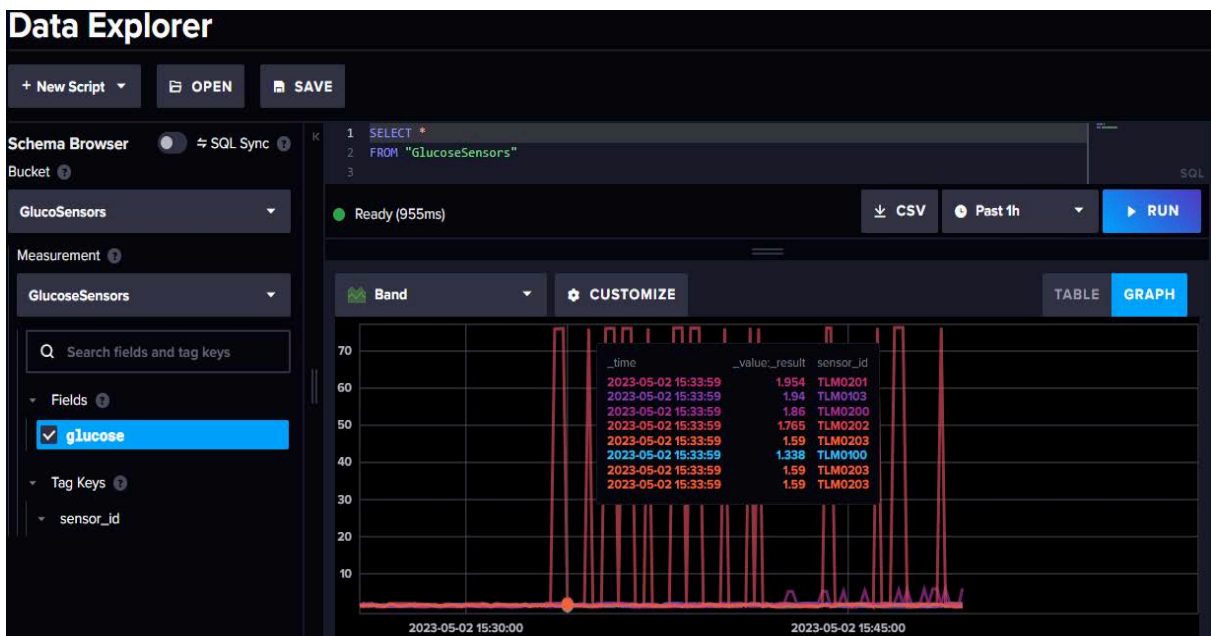 Data Explorer
+ New Script OPEN SAVE
Schema Browser SQL Sync ?
Bucket ?
GlucoSensors
Measurement ?
GlucoseSensors
Search fields and tag keys
Fields ?
glucose
Tag Keys ?
sensor_id
K
1 SELECT *
2 FROM "GlucoseSensors"
3
SQL
Ready (955ms) CSV Past 1h RUN
Band CUSTOMIZE TABLE GRAPH
70
60
50
40
30
20
10
_time _value:_result sensor_id
2023-05-02 15:33:59 1.954 TLM0201
2023-05-02 15:33:59 1.94 TLM0103
2023-05-02 15:33:59 1.86 TLM0200
2023-05-02 15:33:59 1.765 TLM0202
2023-05-02 15:33:59 1.59 TLM0203
2023-05-02 15:33:59 1.338 TLM0100
2023-05-02 15:33:59 1.59 TLM0203
2023-05-02 15:33:59 1.59 TLM0203
2023-05-02 15:30:00 2023-05-02 15:45:00